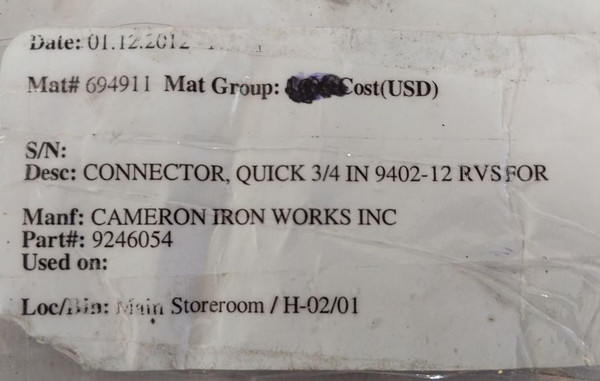 Date: 01.12.2012
Mat# 694911 Mat Group: Cost(USD)
S/N:
Desc: CONNECTOR, QUICK 3/4 IN 9402-12 RVS FOR
Manf: CAMERON IRON WORKS INC
Part#: 9246054
Used on:
Loc/Bin: Main Storeroom / H-02/01